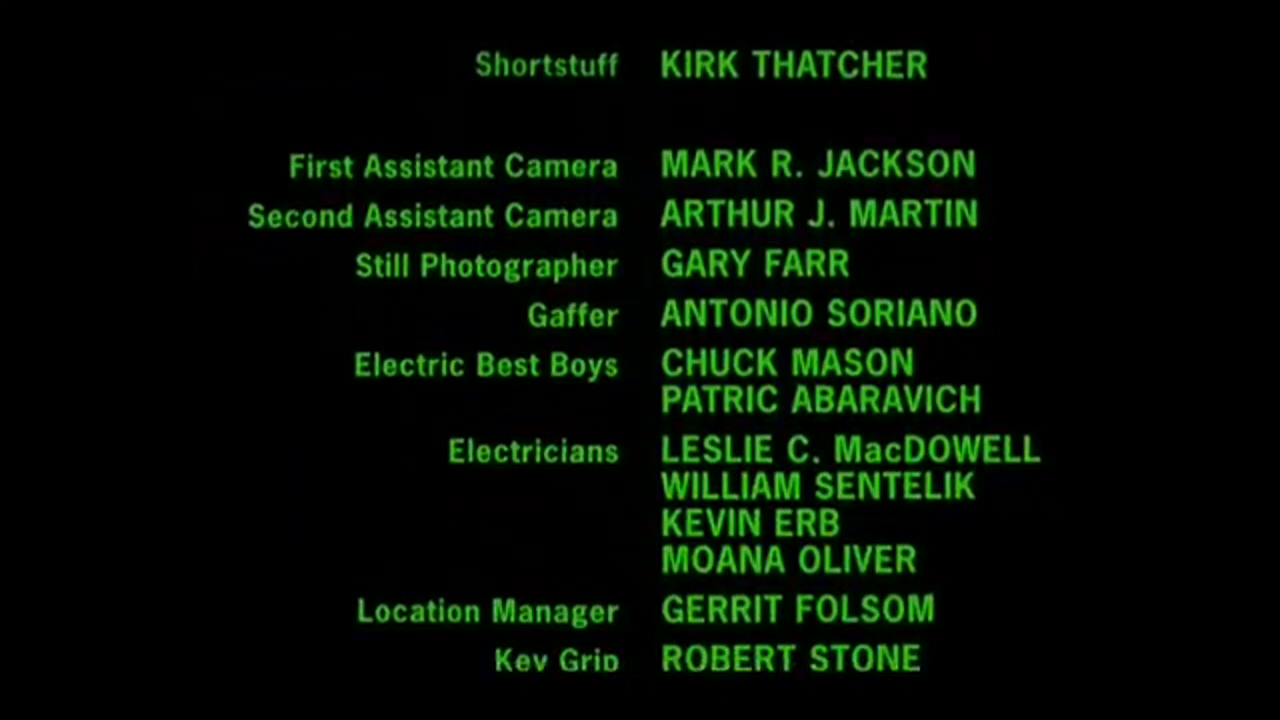 Shortstuff KIRK THATCHER
First Assistant Camera MARK R. JACKSON
Second Assistant Camera ARTHUR J. MARTIN
Still Photographer GARY FARR
Gaffer ANTONIO SORIANO
Electric Best Boys CHUCK MASON
PATRIC ABARAVICH
Electricians LESLIE C. MacDOWELL
WILLIAM SENTELIK
KEVIN ERB
MOANA OLIVER
Location Manager GERRIT FOLSOM
Key Grip ROBERT STONE